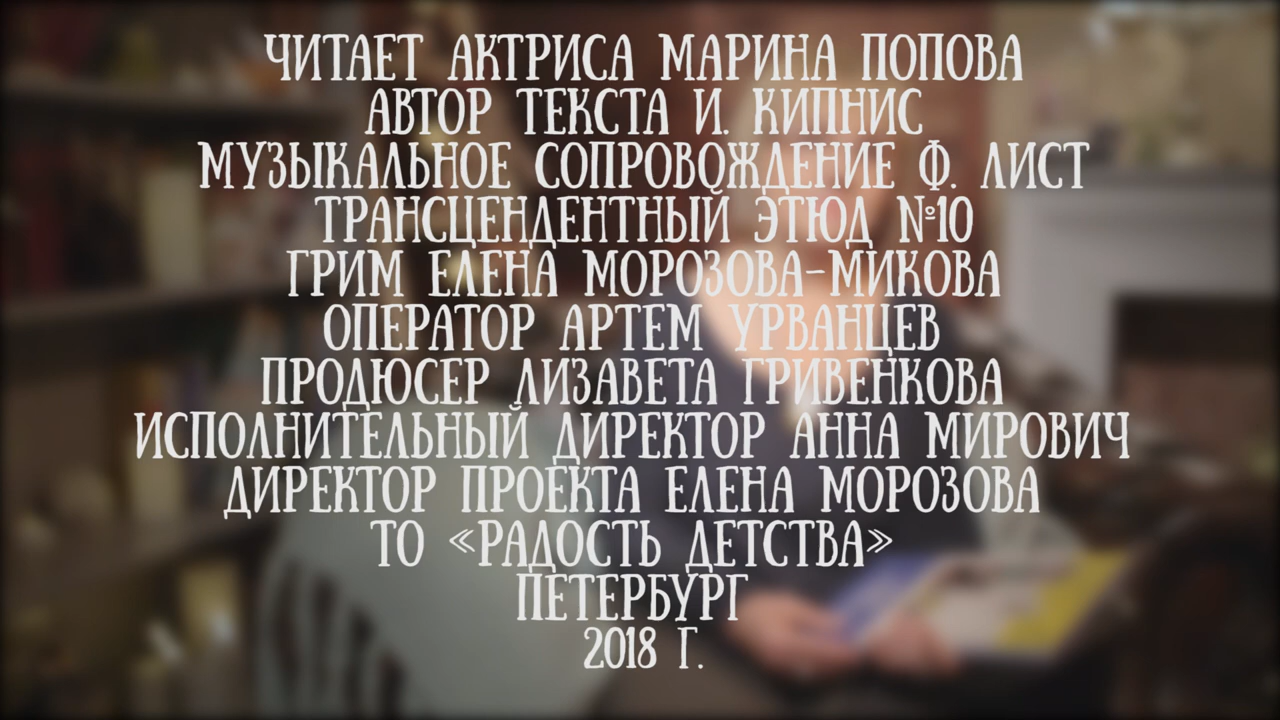 ЧИТАЕТ АКТРИСА МАРИНА ПОПОВА
АВТОР ТЕКСТА И. КИПНИС
МУЗЫКАЛЬНОЕ СОПРОВОЖДЕНИЕ Ф. ЛИСТ
ТРАНСЦЕНДЕНТНЫЙ ЭТЮД №10
ГРИМ ЕЛЕНА МОРОЗОВА-МИКОВА
ОПЕРАТОР АРТЕМ УРВАНЦЕВ
ПРОДЮСЕР ЛИЗАВЕТА ГРИВЕНКОВА
ИСПОЛНИТЕЛЬНЫЙ ДИРЕКТОР АННА МИРОВИЧ
ДИРЕКТОР ПРОЕКТА ЕЛЕНА МОРОЗОВА
ТО «РАДОСТЬ ДЕТСТВА»
ПЕТЕРБУРГ
2018 Г.